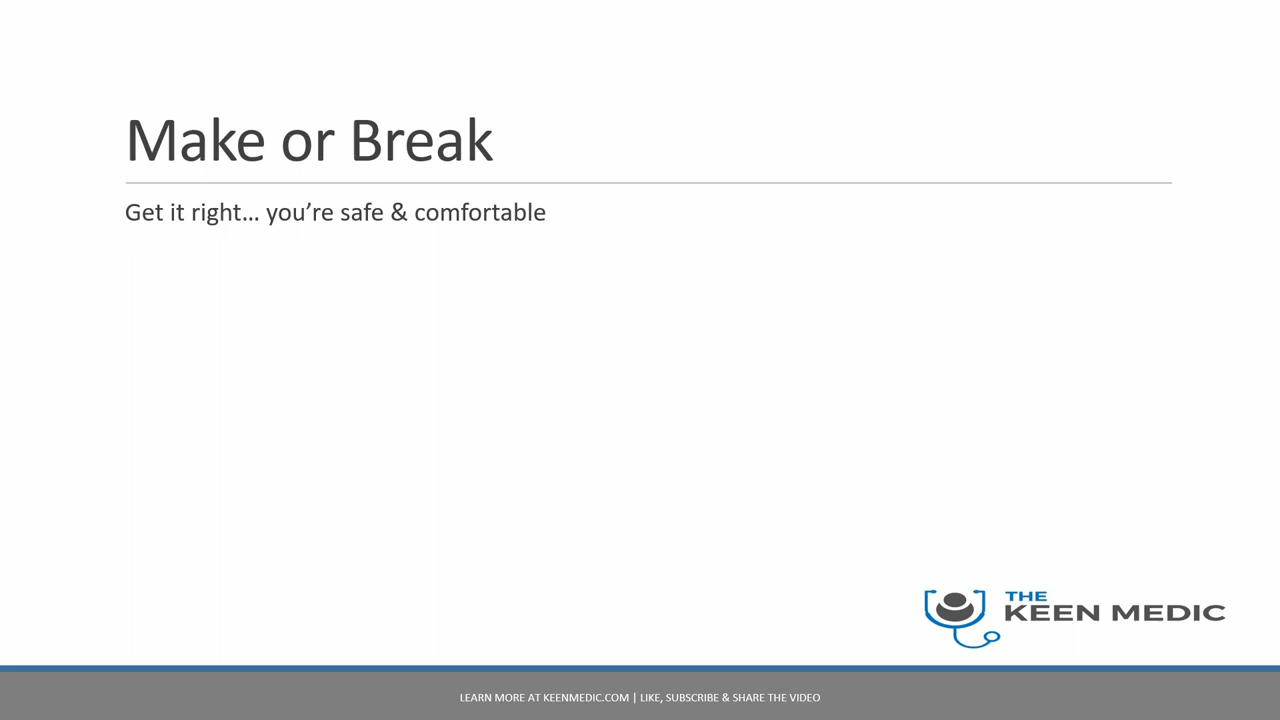 Make or Break
Get it right… you’re safe & comfortable
THE
KEEN MEDIC
LEARN MORE AT KEENMEDIC.COM | LIKE, SUBSCRIBE & SHARE THE VIDEO